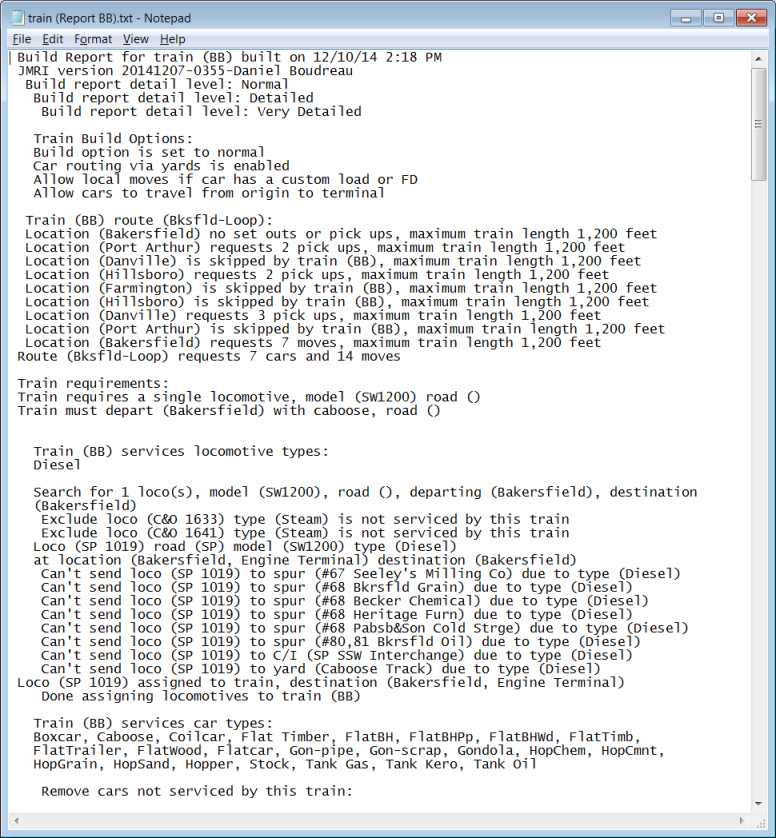 train (Report BB).txt - Notepad
File Edit Format View Help
Build Report for train (BB) built on 12/10/14 2:18 PM
JMRI version 20141207-0355-Daniel Boudreau
Build report detail level: Normal
Build report detail level: Detailed
Build report detail level: Very Detailed
Train Build Options:
Build option is set to normal
Car routing via yards is enabled
Allow local moves if car has a custom load or FD
Allow cars to travel from origin to terminal
Train (BB) route (Bksfld-Loop):
Location (Bakersfield) no set outs or pick ups, maximum train length 1,200 feet
Location (Port Arthur) requests 2 pick ups, maximum train length 1,200 feet
Location (Danville) is skipped by train (BB), maximum train length 1,200 feet
Location (Hillsboro) requests 2 pick ups, maximum train length 1,200 feet
Location (Farmington) is skipped by train (BB), maximum train length 1,200 feet
Location (Hillsboro) is skipped by train (BB), maximum train length 1,200 feet
Location (Danville) requests 3 pick ups, maximum train length 1,200 feet
Location (Port Arthur) is skipped by train (BB), maximum train length 1,200 feet
Location (Bakersfield) requests 7 moves, maximum train length 1,200 feet
Route (Bksfld-Loop) requests 7 cars and 14 moves
Train requirements:
Train requires a single locomotive, model (SW1200) road ()
Train must depart (Bakersfield) with caboose, road ()
Train (BB) services locomotive types:
Diesel
Search for 1 loco(s), model (SW1200), road (), departing (Bakersfield), destination
(Bakersfield)
Exclude loco (C&O 1633) type (Steam) is not serviced by this train
Exclude loco (C&O 1641) type (Steam) is not serviced by this train
Loco (SP 1019) road (SP) model (SW1200) type (Diesel)
at location (Bakersfield, Engine Terminal) destination (Bakersfield)
Can't send loco (SP 1019) to spur (#67 Seeley's Milling Co) due to type (Diesel)
Can't send loco (SP 1019) to spur (#68 Bkrsfld Grain) due to type (Diesel)
Can't send loco (SP 1019) to spur (#68 Becker Chemical) due to type (Diesel)
Can't send loco (SP 1019) to spur (#68 Heritage Furn) due to type (Diesel)
Can't send loco (SP 1019) to spur (#68 Pabsb&Son Cold Strge) due to type (Diesel)
Can't send loco (SP 1019) to spur (#80,81 Bkrsfld Oil) due to type (Diesel)
Can't send loco (SP 1019) to C/I (SP SSW Interchange) due to type (Diesel)
Can't send loco (SP 1019) to yard (Caboose Track) due to type (Diesel)
Loco (SP 1019) assigned to train, destination (Bakersfield, Engine Terminal)
Done assigning locomotives to train (BB)
Train (BB) services car types:
Boxcar, Caboose, Coilcar, Flat Timber, FlatBH, FlatBHPp, FlatBHWd, FlatTimb,
FlatTrailer, FlatWood, Flatcar, Gon-pipe, Gon-scrap, Gondola, HopChem, HopCmnt,
HopGrain, HopSand, Hopper, Stock, Tank Gas, Tank Kero, Tank Oil
Remove cars not serviced by this train: